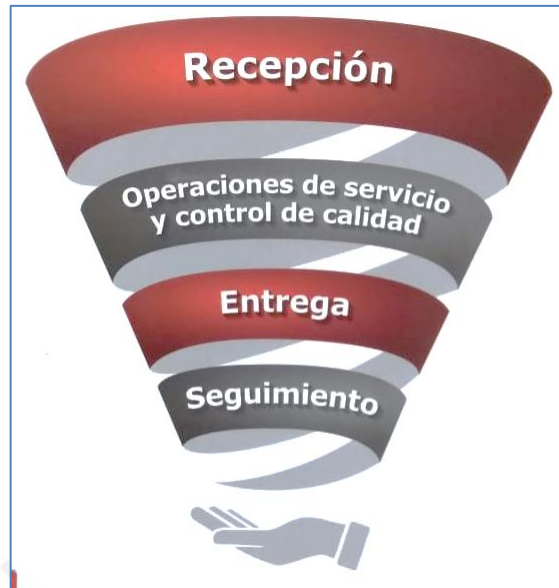 Recepción
Operaciones de servicio
y control de calidad
Entrega
Seguimiento